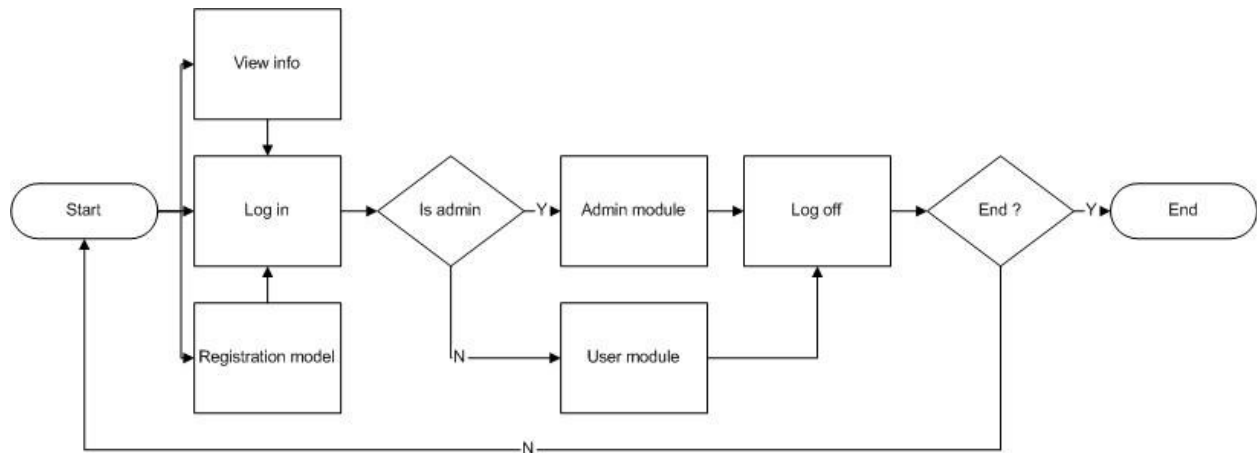 View info
Start
Log in
Is admin
Y
Admin module
Log off
End ?
Y
End
Registration model
N
User module
N